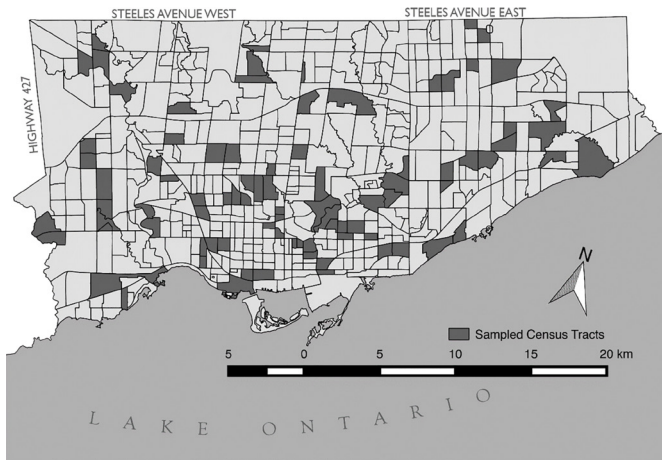 STEELES AVENUE WEST
STEELES AVENUE EAST
HIGHWAY 427
N
Sampled Census Tracts
5 0 5 10 15 20 km
LAKE ONTARIO